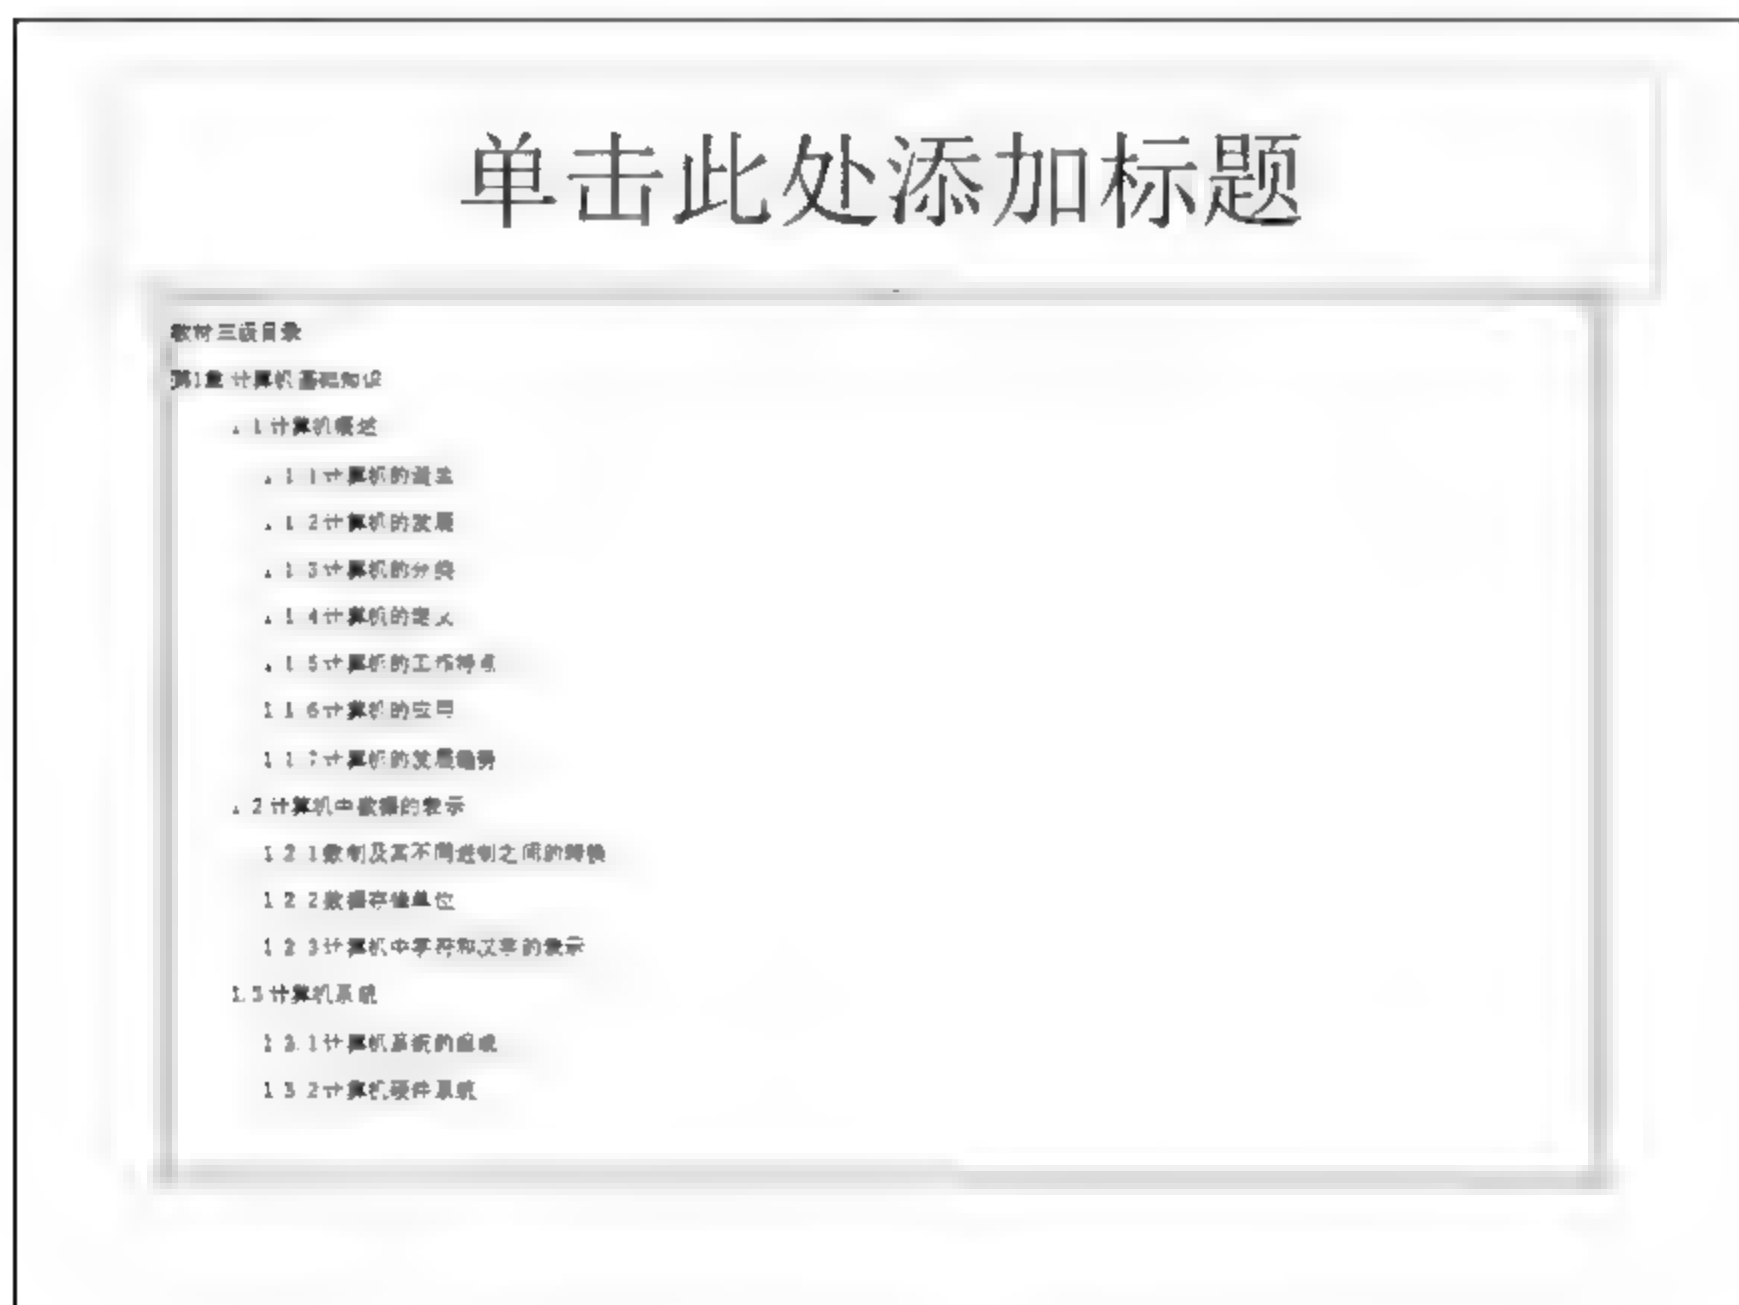 单击此处添加标题
教材三级目录
第1章 计算机基础知识
1.1计算机概述
1.1.1计算机的诞生
1.1.2计算机的发展
1.1.3计算机的分类
1.1.4计算机的定义
1.1.5计算机的工作特点
1.1.6计算机的应用
1.1.7计算机的发展趋势
1.2计算机中数据的表示
1.2.1数制及其不同进制之间的转换
1.2.2数据存储单位
1.2.3计算机中字符和汉字的表示
1.3计算机系统
1.3.1计算机系统的组成
1.3.2计算机硬件系统